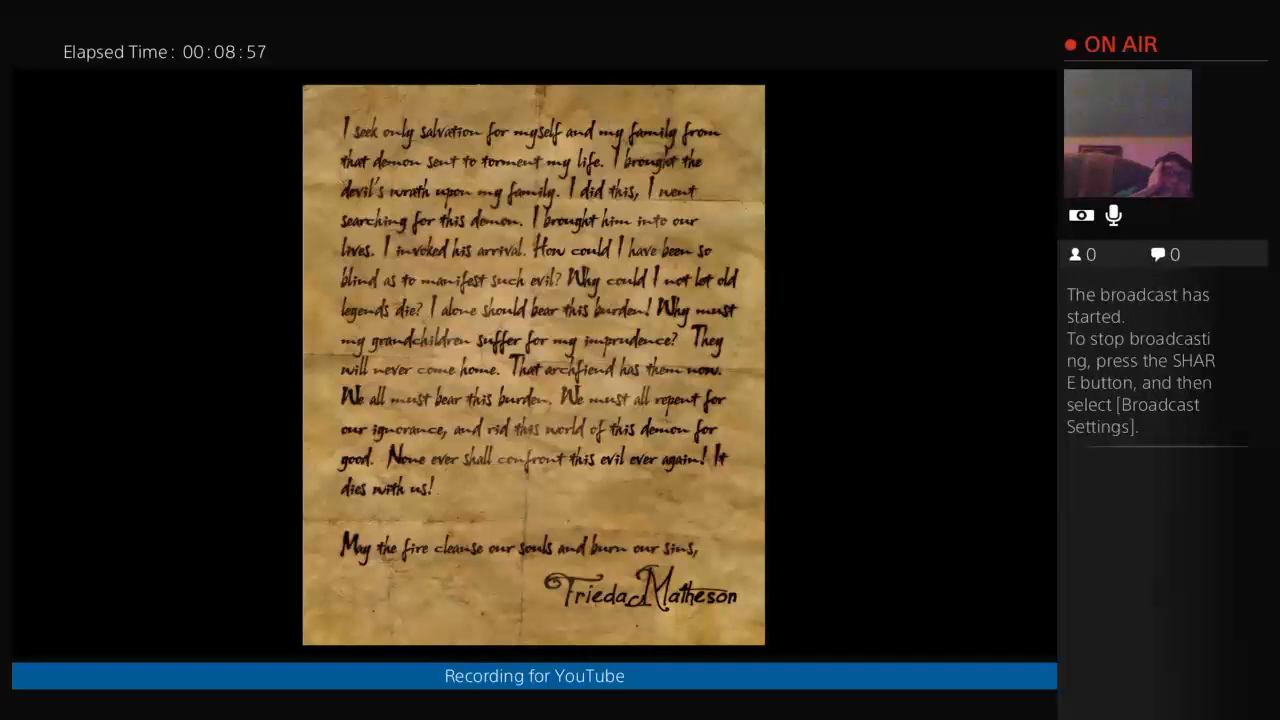 Elapsed Time: 00:08:57
ON AIR
I seek only salvation for myself and my family from
that demon sent to torment my life. I brought the
devil's wrath upon my family. I did this, I went
searching for this demon. I brought him into our
lives. I invoked his arrival. How could I have been so
blind as to manifest such evil? Why could I not let old
legends die? I alone should bear this burden! Why must
my grandchildren suffer for my imprudence? They
will never come home. That archfiend has them now.
We all must bear this burden. We must all repent for
our ignorance, and rid this world of this demon for
good. None ever shall confront this evil ever again! It
dies with us!
May the fire cleanse our souls and burn our sins,
Frieda Matheson
0 0
The broadcast has
started.
To stop broadcasti
ng, press the SHAR
E button, and then
select [Broadcast
Settings].
Recording for YouTube